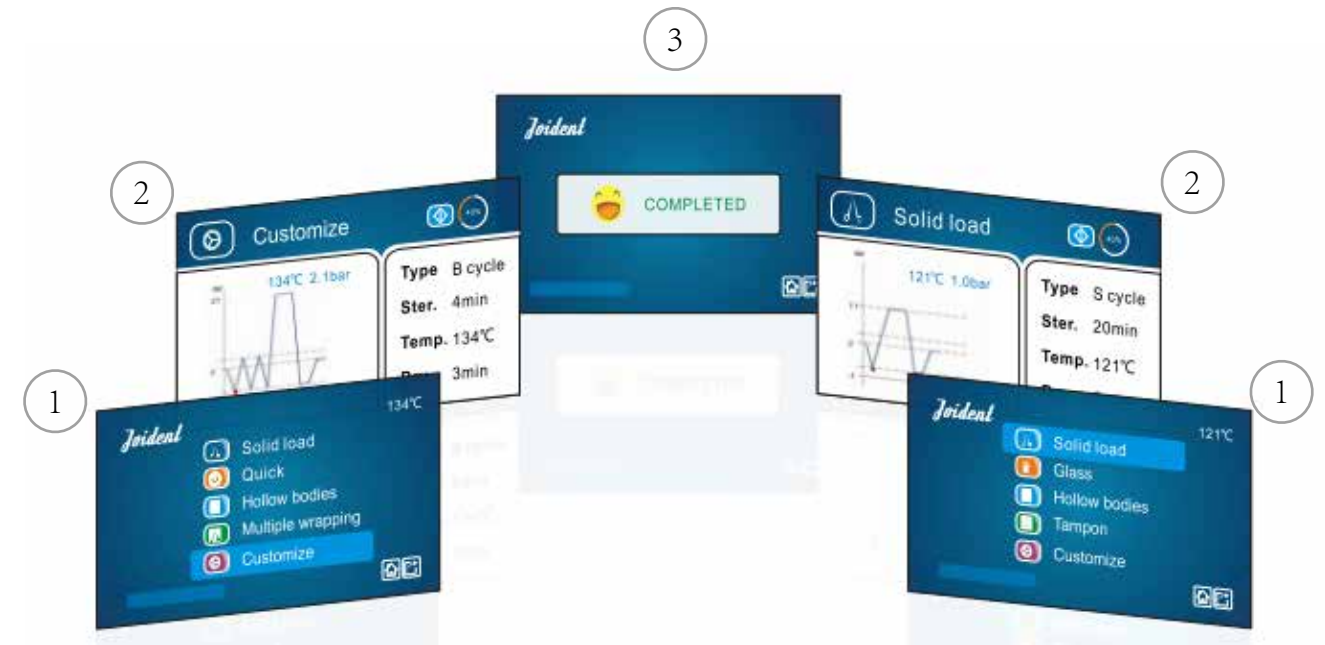 3
Joident
COMPLETED
2
Customize
134℃ 2.1bar
Type B cycle
Ster. 4min
Temp. 134℃
3min
1
134℃
Joident
Solid load
Quick
Hollow bodies
Multiple wrapping
Customize
2
Solid load
121℃ 1.0bar
Type S cycle
Ster. 20min
Temp. 121℃
1
121℃
Joident
Solid load
Glass
Hollow bodies
Tampon
Customize